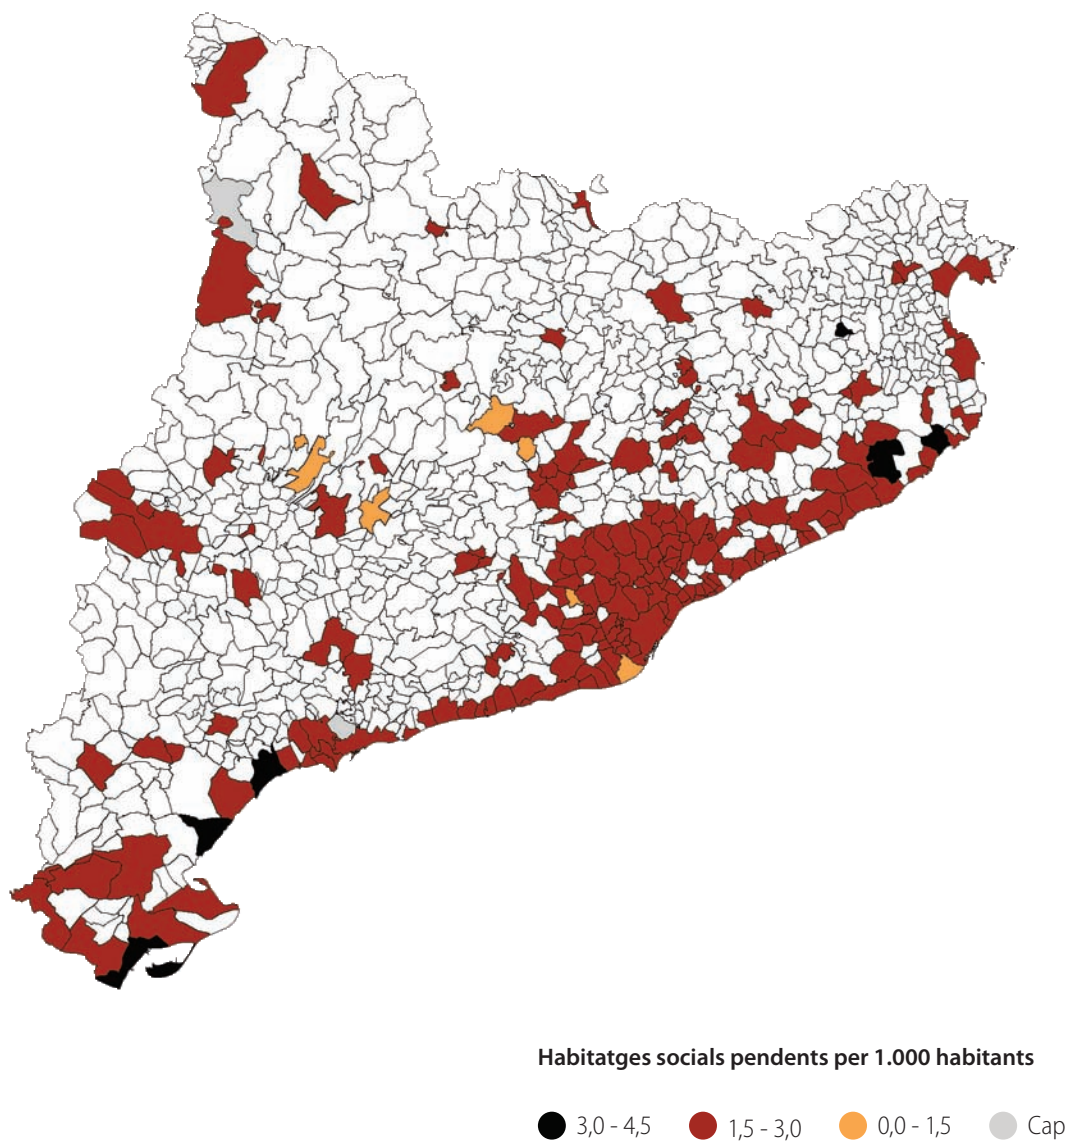 Habitatges socials pendents per 1.000 habitants
3,0 - 4,5 1,5 - 3,0 0,0 - 1,5 Cap